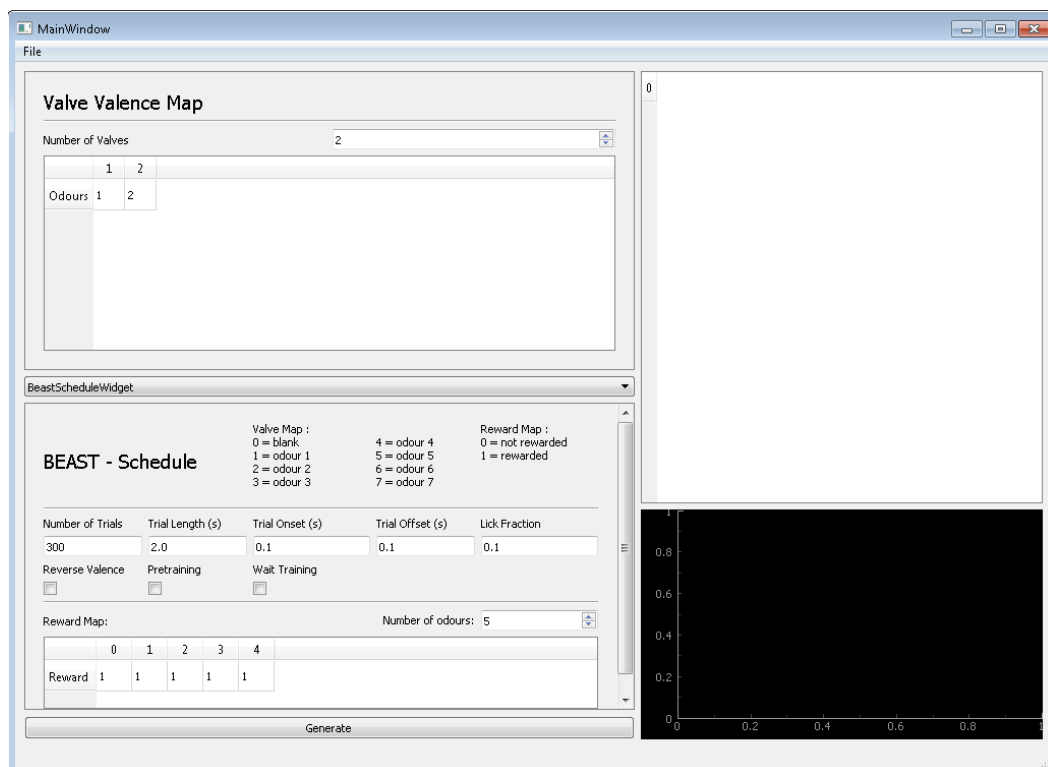 MainWindow
File
Valve Valence Map
Number of Valves 2
1 2
Odours 1 2
BeastScheduleWidget
BEAST - Schedule
Valve Map :
0 = blank
1 = odour 1
2 = odour 2
3 = odour 3
4 = odour 4
5 = odour 5
6 = odour 6
7 = odour 7
Reward Map :
0 = not rewarded
1 = rewarded
Number of Trials Trial Length (s) Trial Onset (s) Trial Offset (s) Lick Fraction
300 2.0 0.1 0.1 0.1
Reverse Valence Pretraining Wait Training
Reward Map: Number of odours: 5
0 1 2 3 4
Reward 1 1 1 1 1
Generate
0
1
0.8
0.6
0.4
0.2
0
0 0.2 0.4 0.6 0.8 1